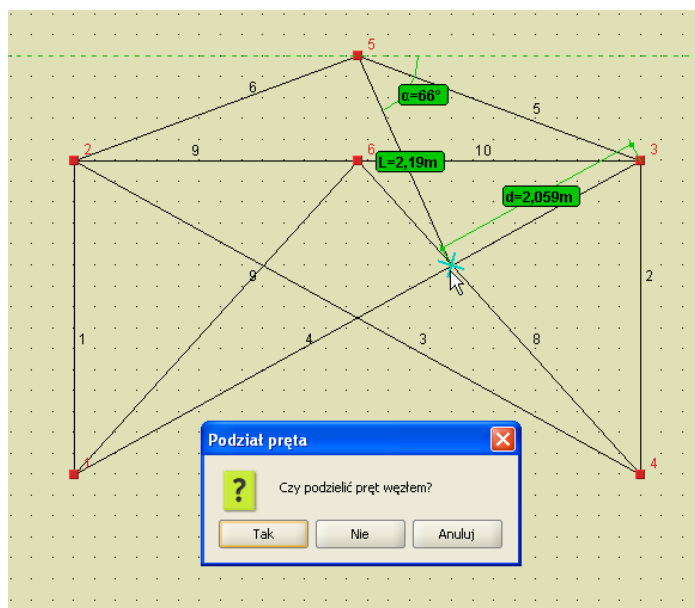 5
6
α=66°
5
2
9
6
10
3
L=2,19m
d=2,059m
9
2
1
4
3
8
1
4
Podział pręta
Czy podzielić pręt węzłem?
Tak
Nie
Anuluj